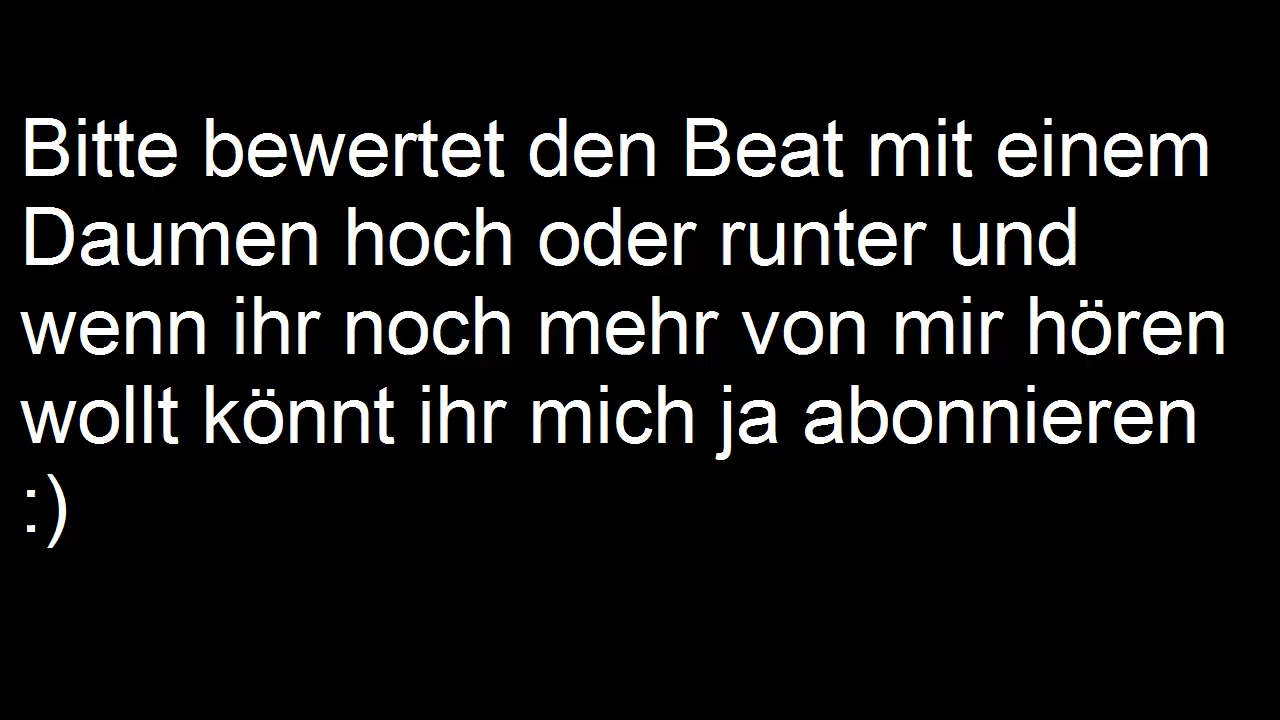 Bitte bewertet den Beat mit einem
Daumen hoch oder runter und
wenn ihr noch mehr von mir hören
wollt könnt ihr mich ja abonnieren
:)